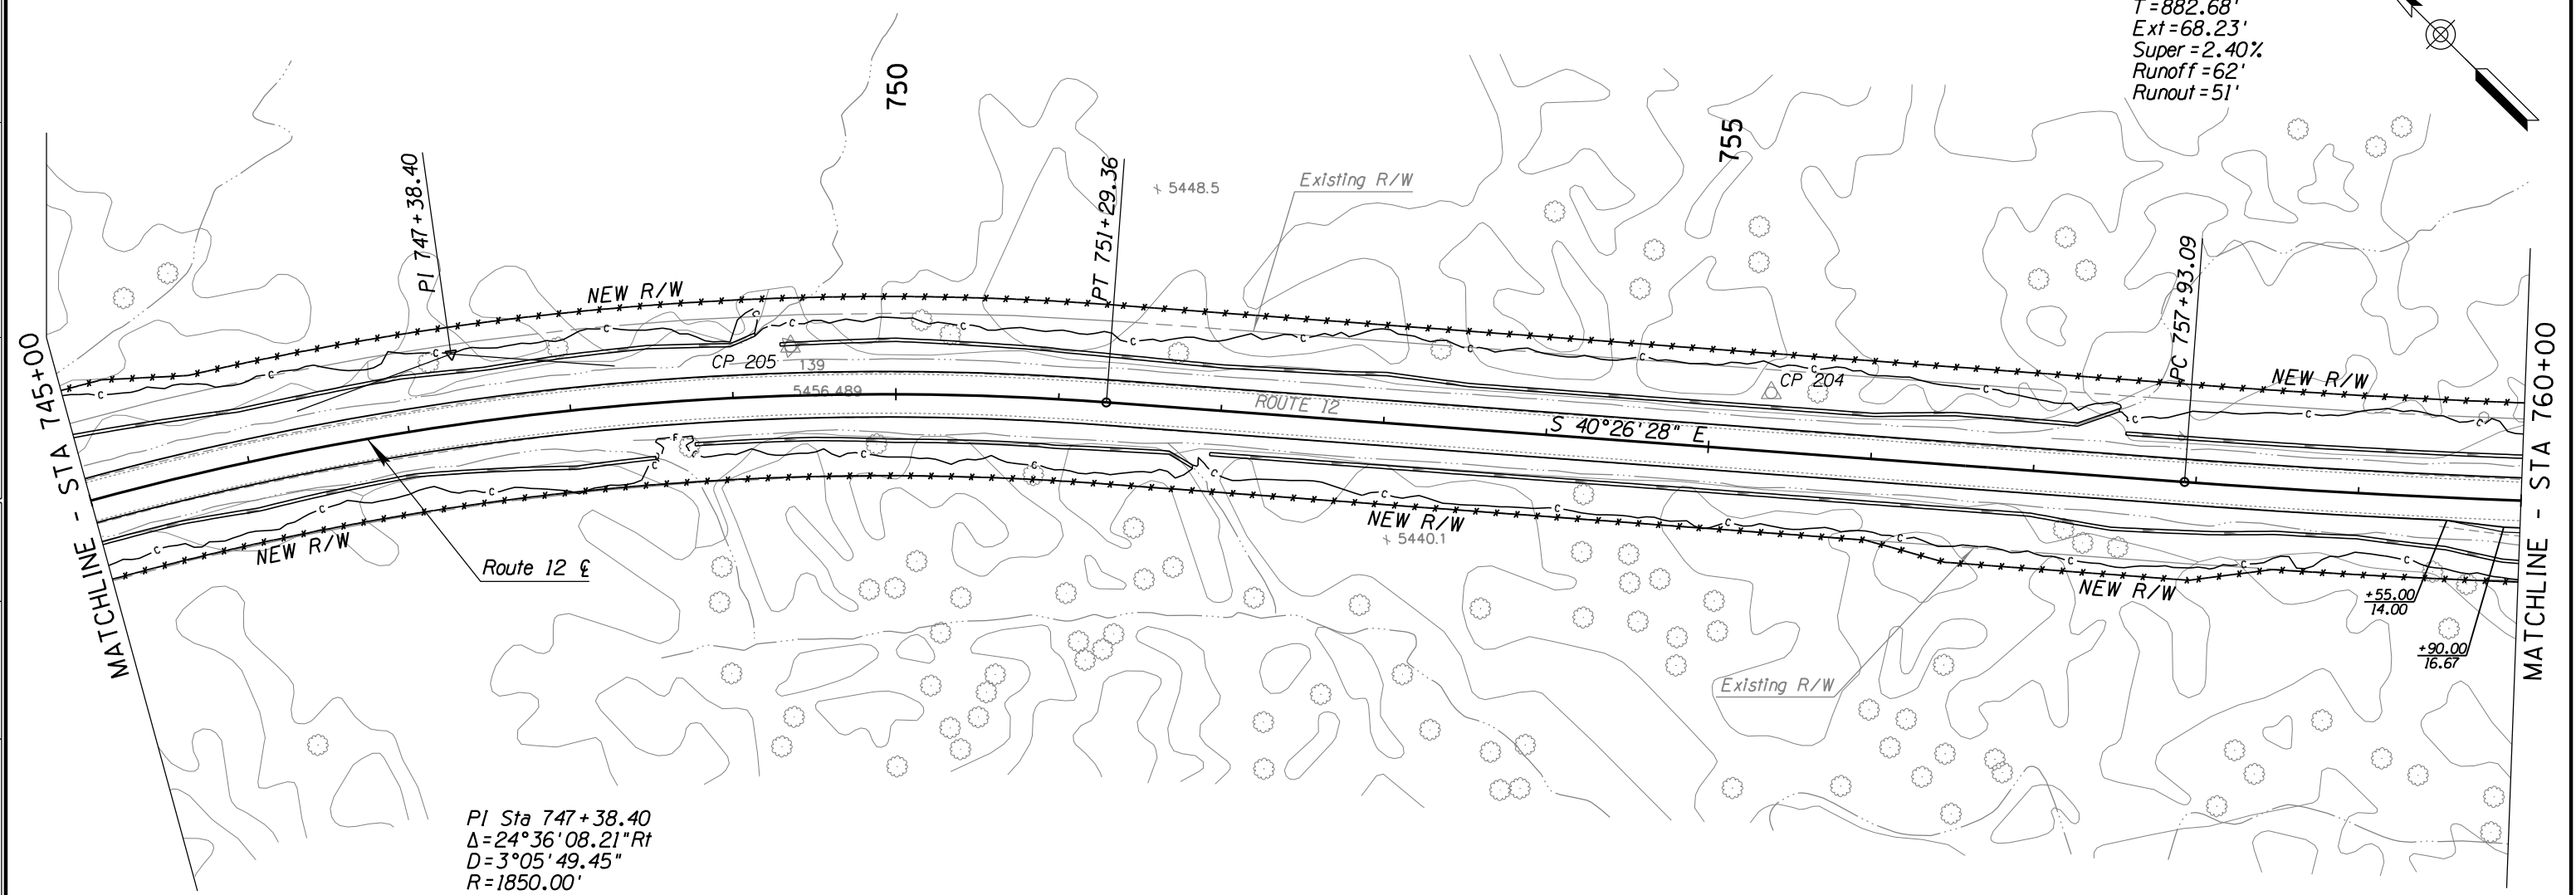 T=882.68'
Ext=68.23'
Super=2.40%
Runoff=62'
Runout=51'
750
755
PI 747+38.40
PT 751+29.36
5448.5
Existing R/W
PC 757+93.09
NEW R/W
NEW R/W
MATCHLINE - STA 745+00
MATCHLINE - STA 760+00
CP 205
139
5456.489
CP 204
ROUTE 12
S 40°26'28" E
C C C C C C C C C C C C C C C
F
C C C C C C C C C C C C C
NEW R/W
NEW R/W
5440.1
NEW R/W
Route 12 ℄
+55.00
14.00
+90.00
16.67
Existing R/W
PI Sta 747+38.40
Δ=24°36'08.21"Rt
D=3°05'49.45"
R=1850.00'